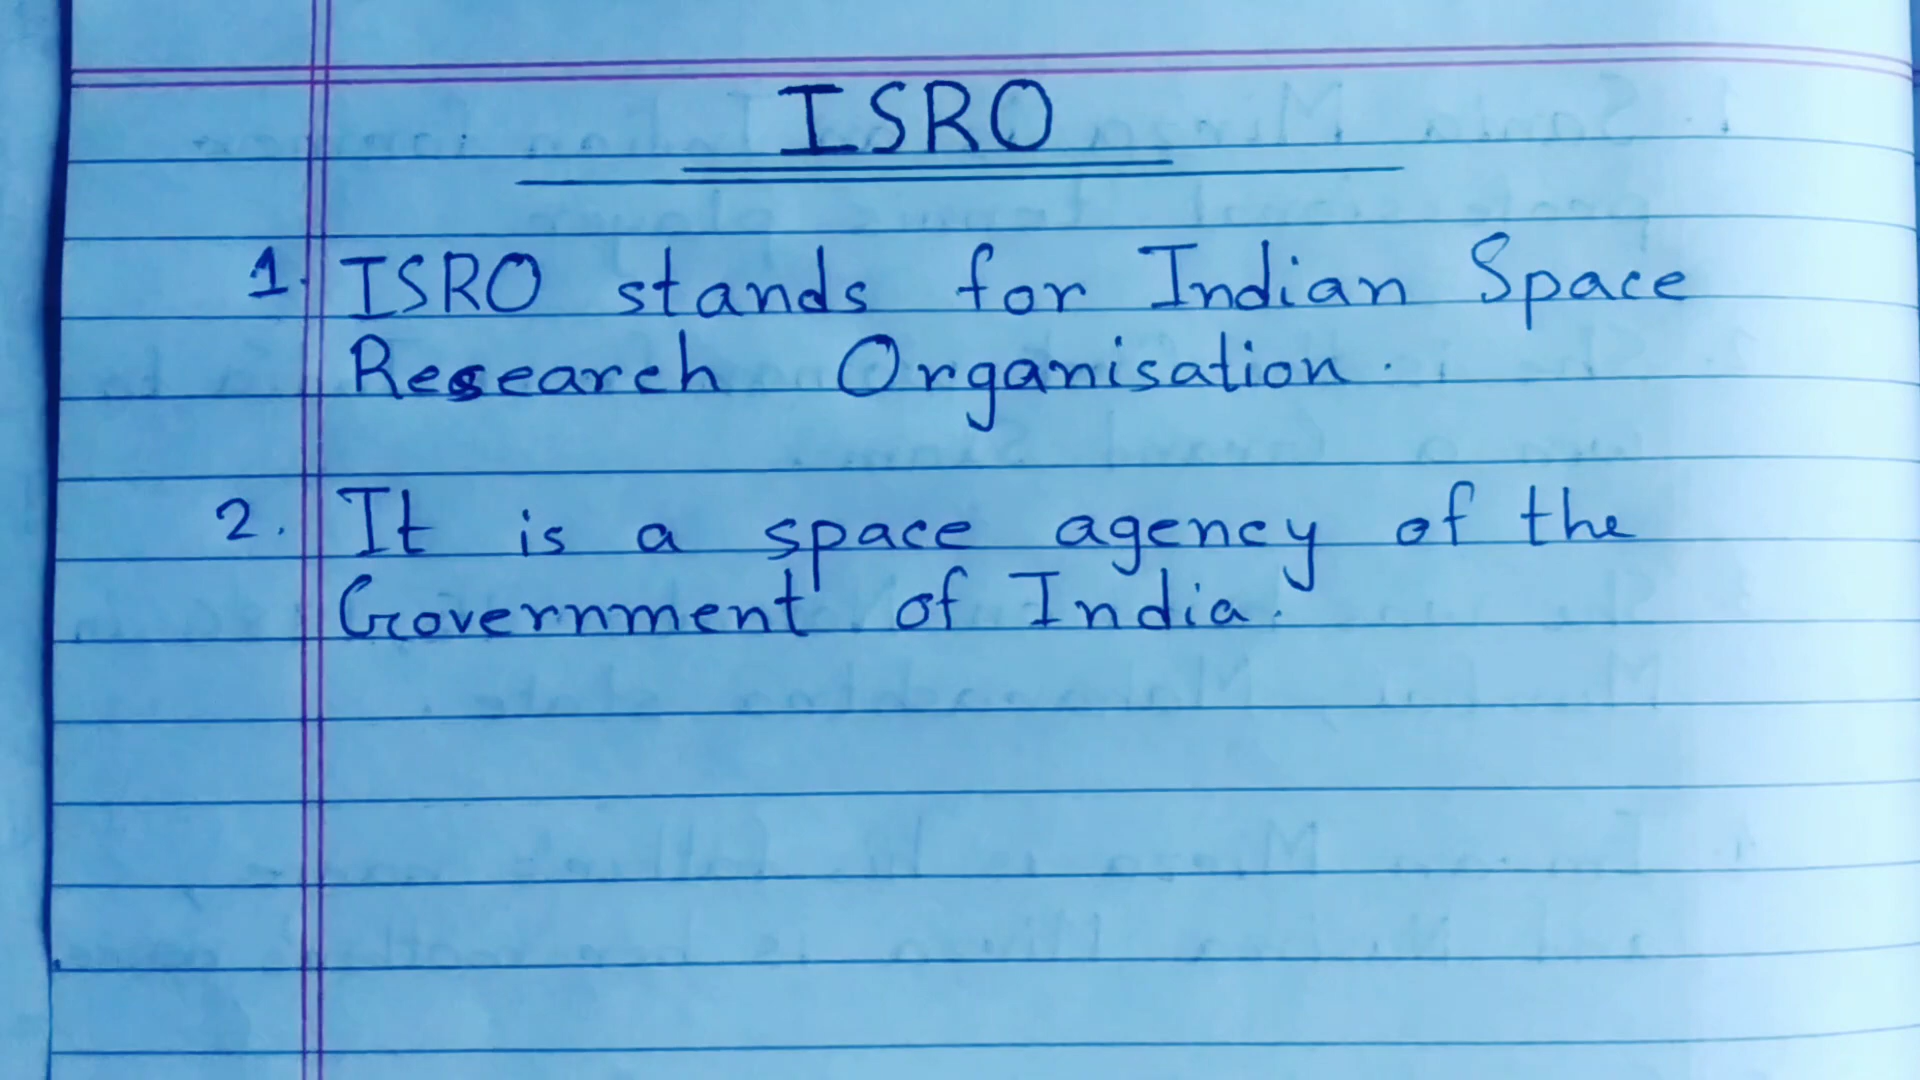 ISRO
1. ISRO stands for Indian Space
Research Organisation.
2. It is a space agency of the
Government of India.